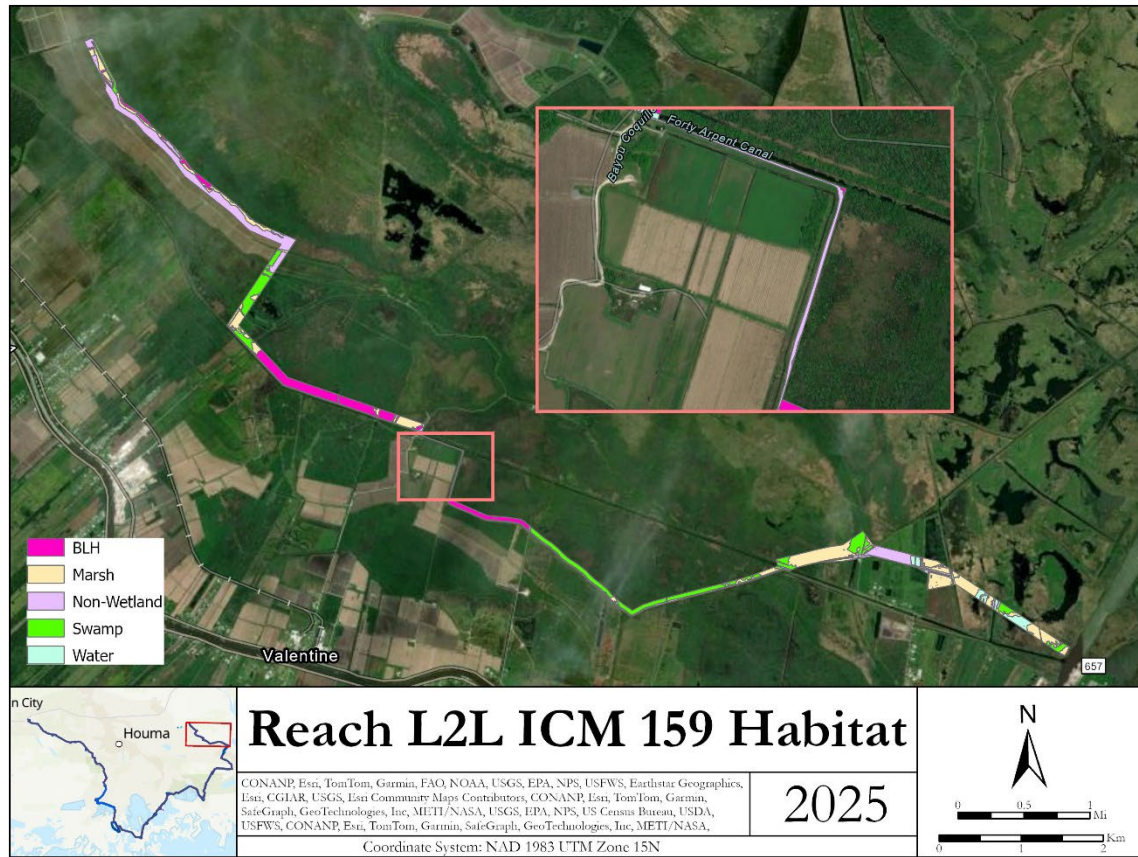 Bayou Coquille
Forty Arpent Canal
BLH
Marsh
Non-Wetland
Swamp
Water
Valentine
657
n City
Houma
Reach L2L ICM 159 Habitat
CONANP, Esri, TomTom, Garmin, FAO, NOAA, USGS, EPA, NPS, USFWS, Earthstar Geographics,
Esri, CGIAR, USGS, Esri Community Maps Contributors, CONANP, Esri, TomTom, Garmin,
SafeGraph, GeoTechnologies, Inc, METI/NASA, USGS, EPA, NPS, US Census Bureau, USDA,
USFWS, CONANP, Esri, TomTom, Garmin, SafeGraph, GeoTechnologies, Inc, METI/NASA,
Coordinate System: NAD 1983 UTM Zone 15N
2025
N
0 0.5 1
Mi
0 1 2
Km